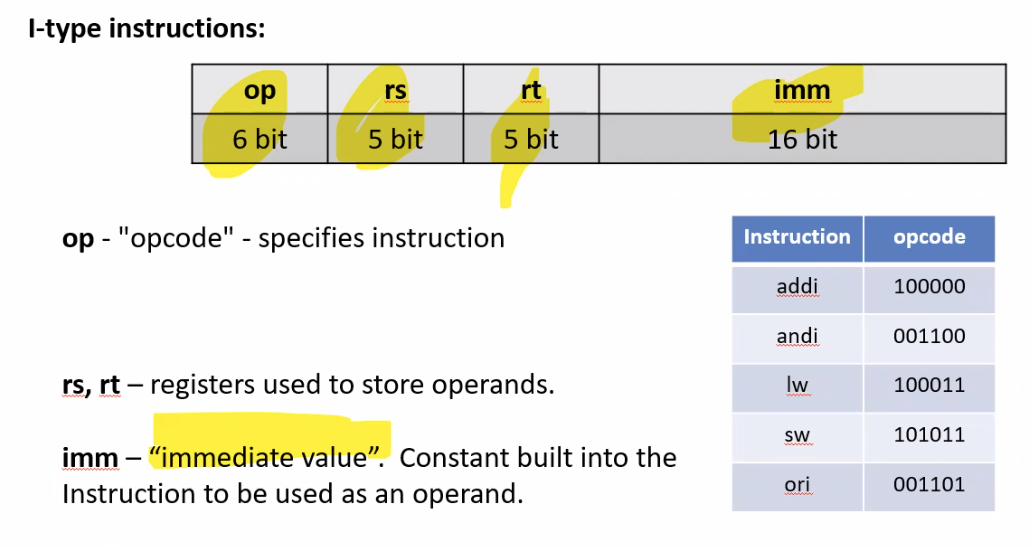 I-type instructions:
op rs rt imm
6 bit 5 bit 5 bit 16 bit
op - "opcode" - specifies instruction
rs, rt – registers used to store operands.
imm – “immediate value”. Constant built into the
Instruction to be used as an operand.
Instruction opcode
addi 100000
andi 001100
lw 100011
sw 101011
ori 001101